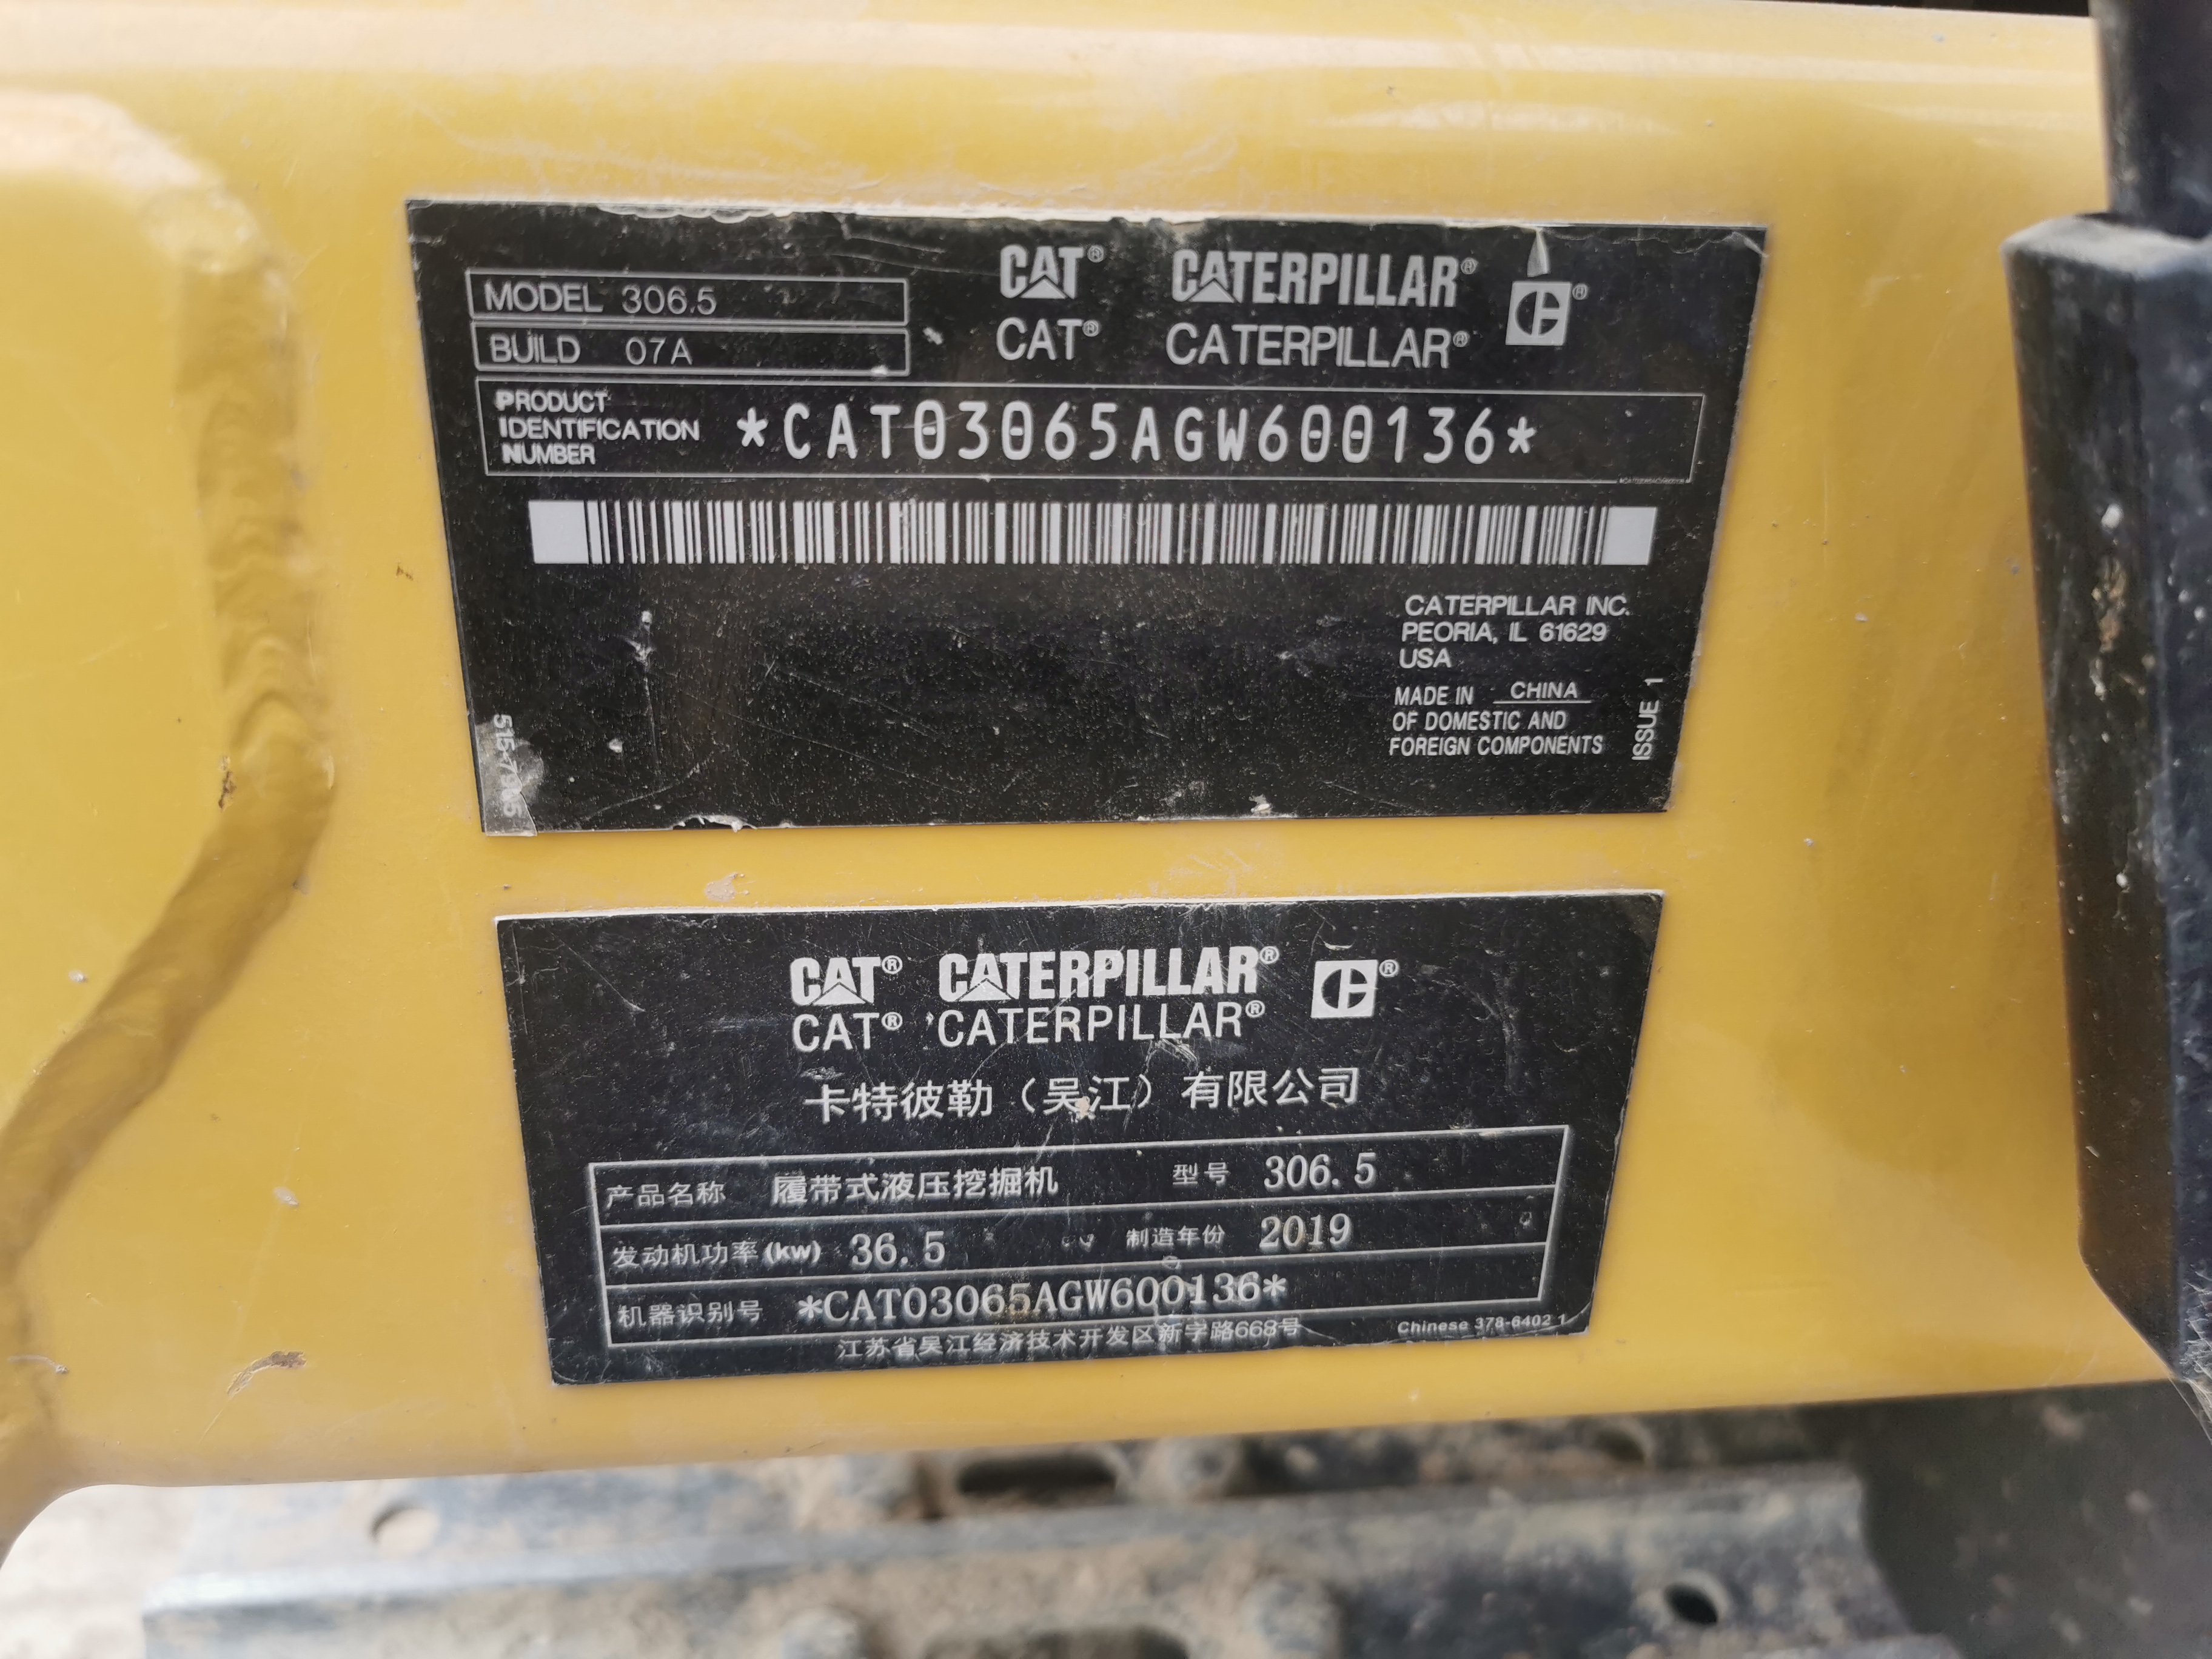 CAT® CATERPILLAR® ®
MODEL 306.5
CAT® CATERPILLAR®
BUILD 07A
PRODUCT
IDENTIFICATION
NUMBER
*CAT03065AGW600136*
CATERPILLAR INC.
PEORIA, IL 61629
USA
MADE IN CHINA
OF DOMESTIC AND
FOREIGN COMPONENTS
ISSUE 1
CAT® CATERPILLAR® ®
CAT® CATERPILLAR®
卡特彼勒（吴江）有限公司
产品名称 履带式液压挖掘机 型号 306.5
发动机功率(kw) 36.5 制造年份 2019
机器识别号 *CAT03065AGW600136*
江苏省吴江经济技术开发区新字路668号
Chinese 378-6402 1